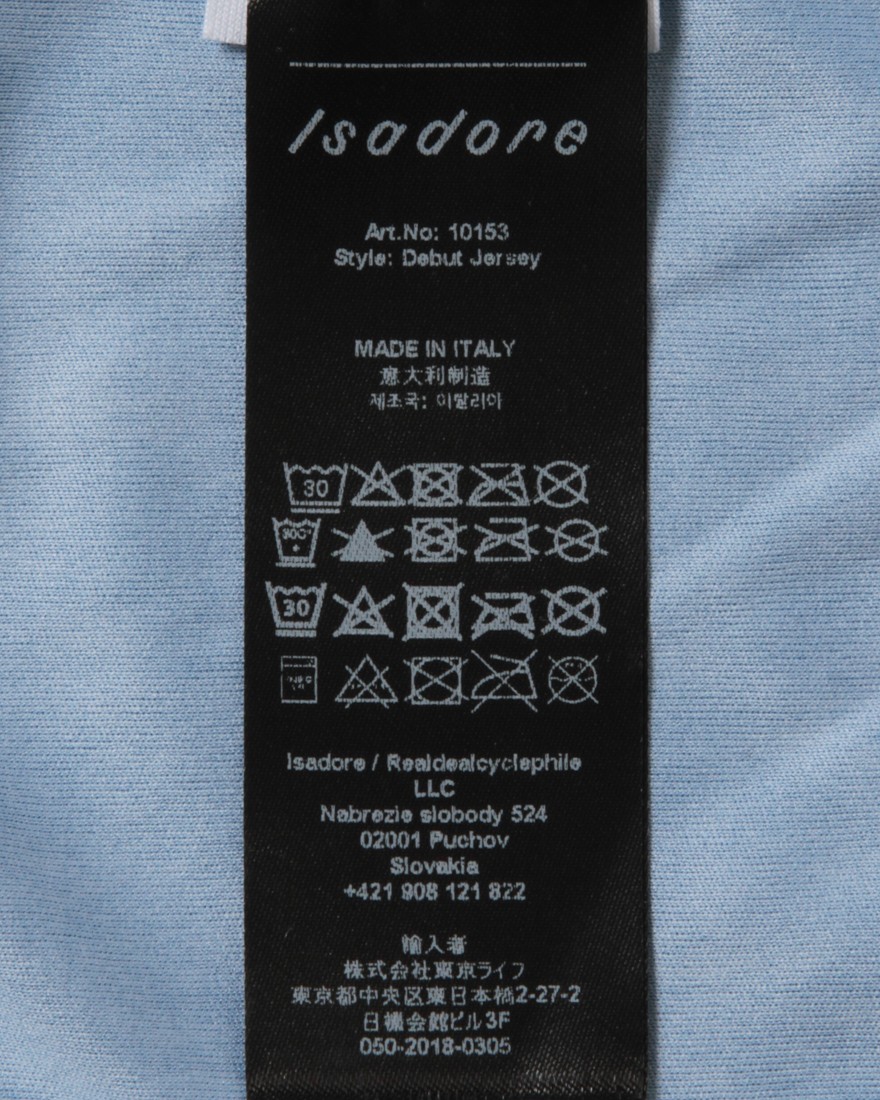 Isadore
Art.No: 10153
Style: Debut Jersey
MADE IN ITALY
意大利制造
제조국: 이탈리아
30
30
Isadore / Realdealcyclephile
LLC
Nabrezie slobody 524
02001 Puchov
Slovakia
+421 908 121 822
輸入者
株式会社東京ライフ
東京都中央区東日本橋2-27-2
日機会館ビル3F
050-2018-0305